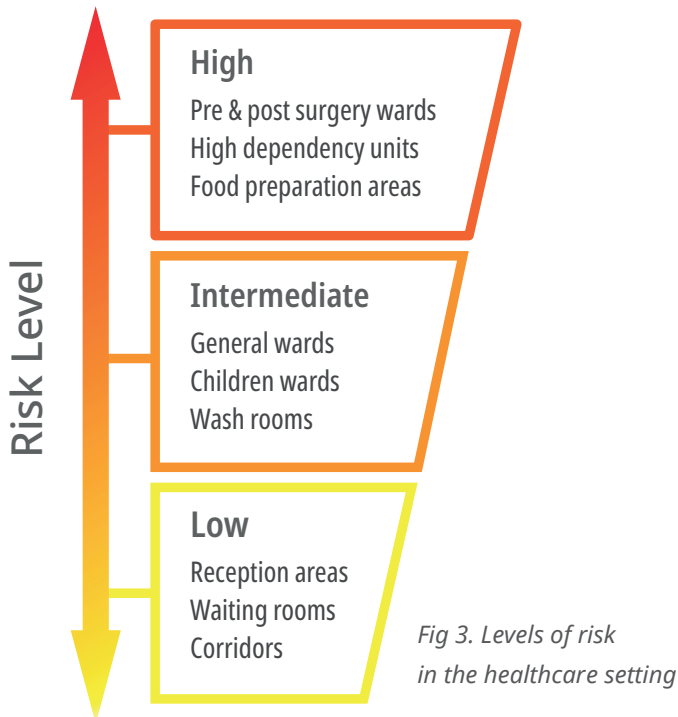 Risk Level
High
Pre & post surgery wards
High dependency units
Food preparation areas
Intermediate
General wards
Children wards
Wash rooms
Low
Reception areas
Waiting rooms
Corridors
Fig 3. Levels of risk
in the healthcare setting